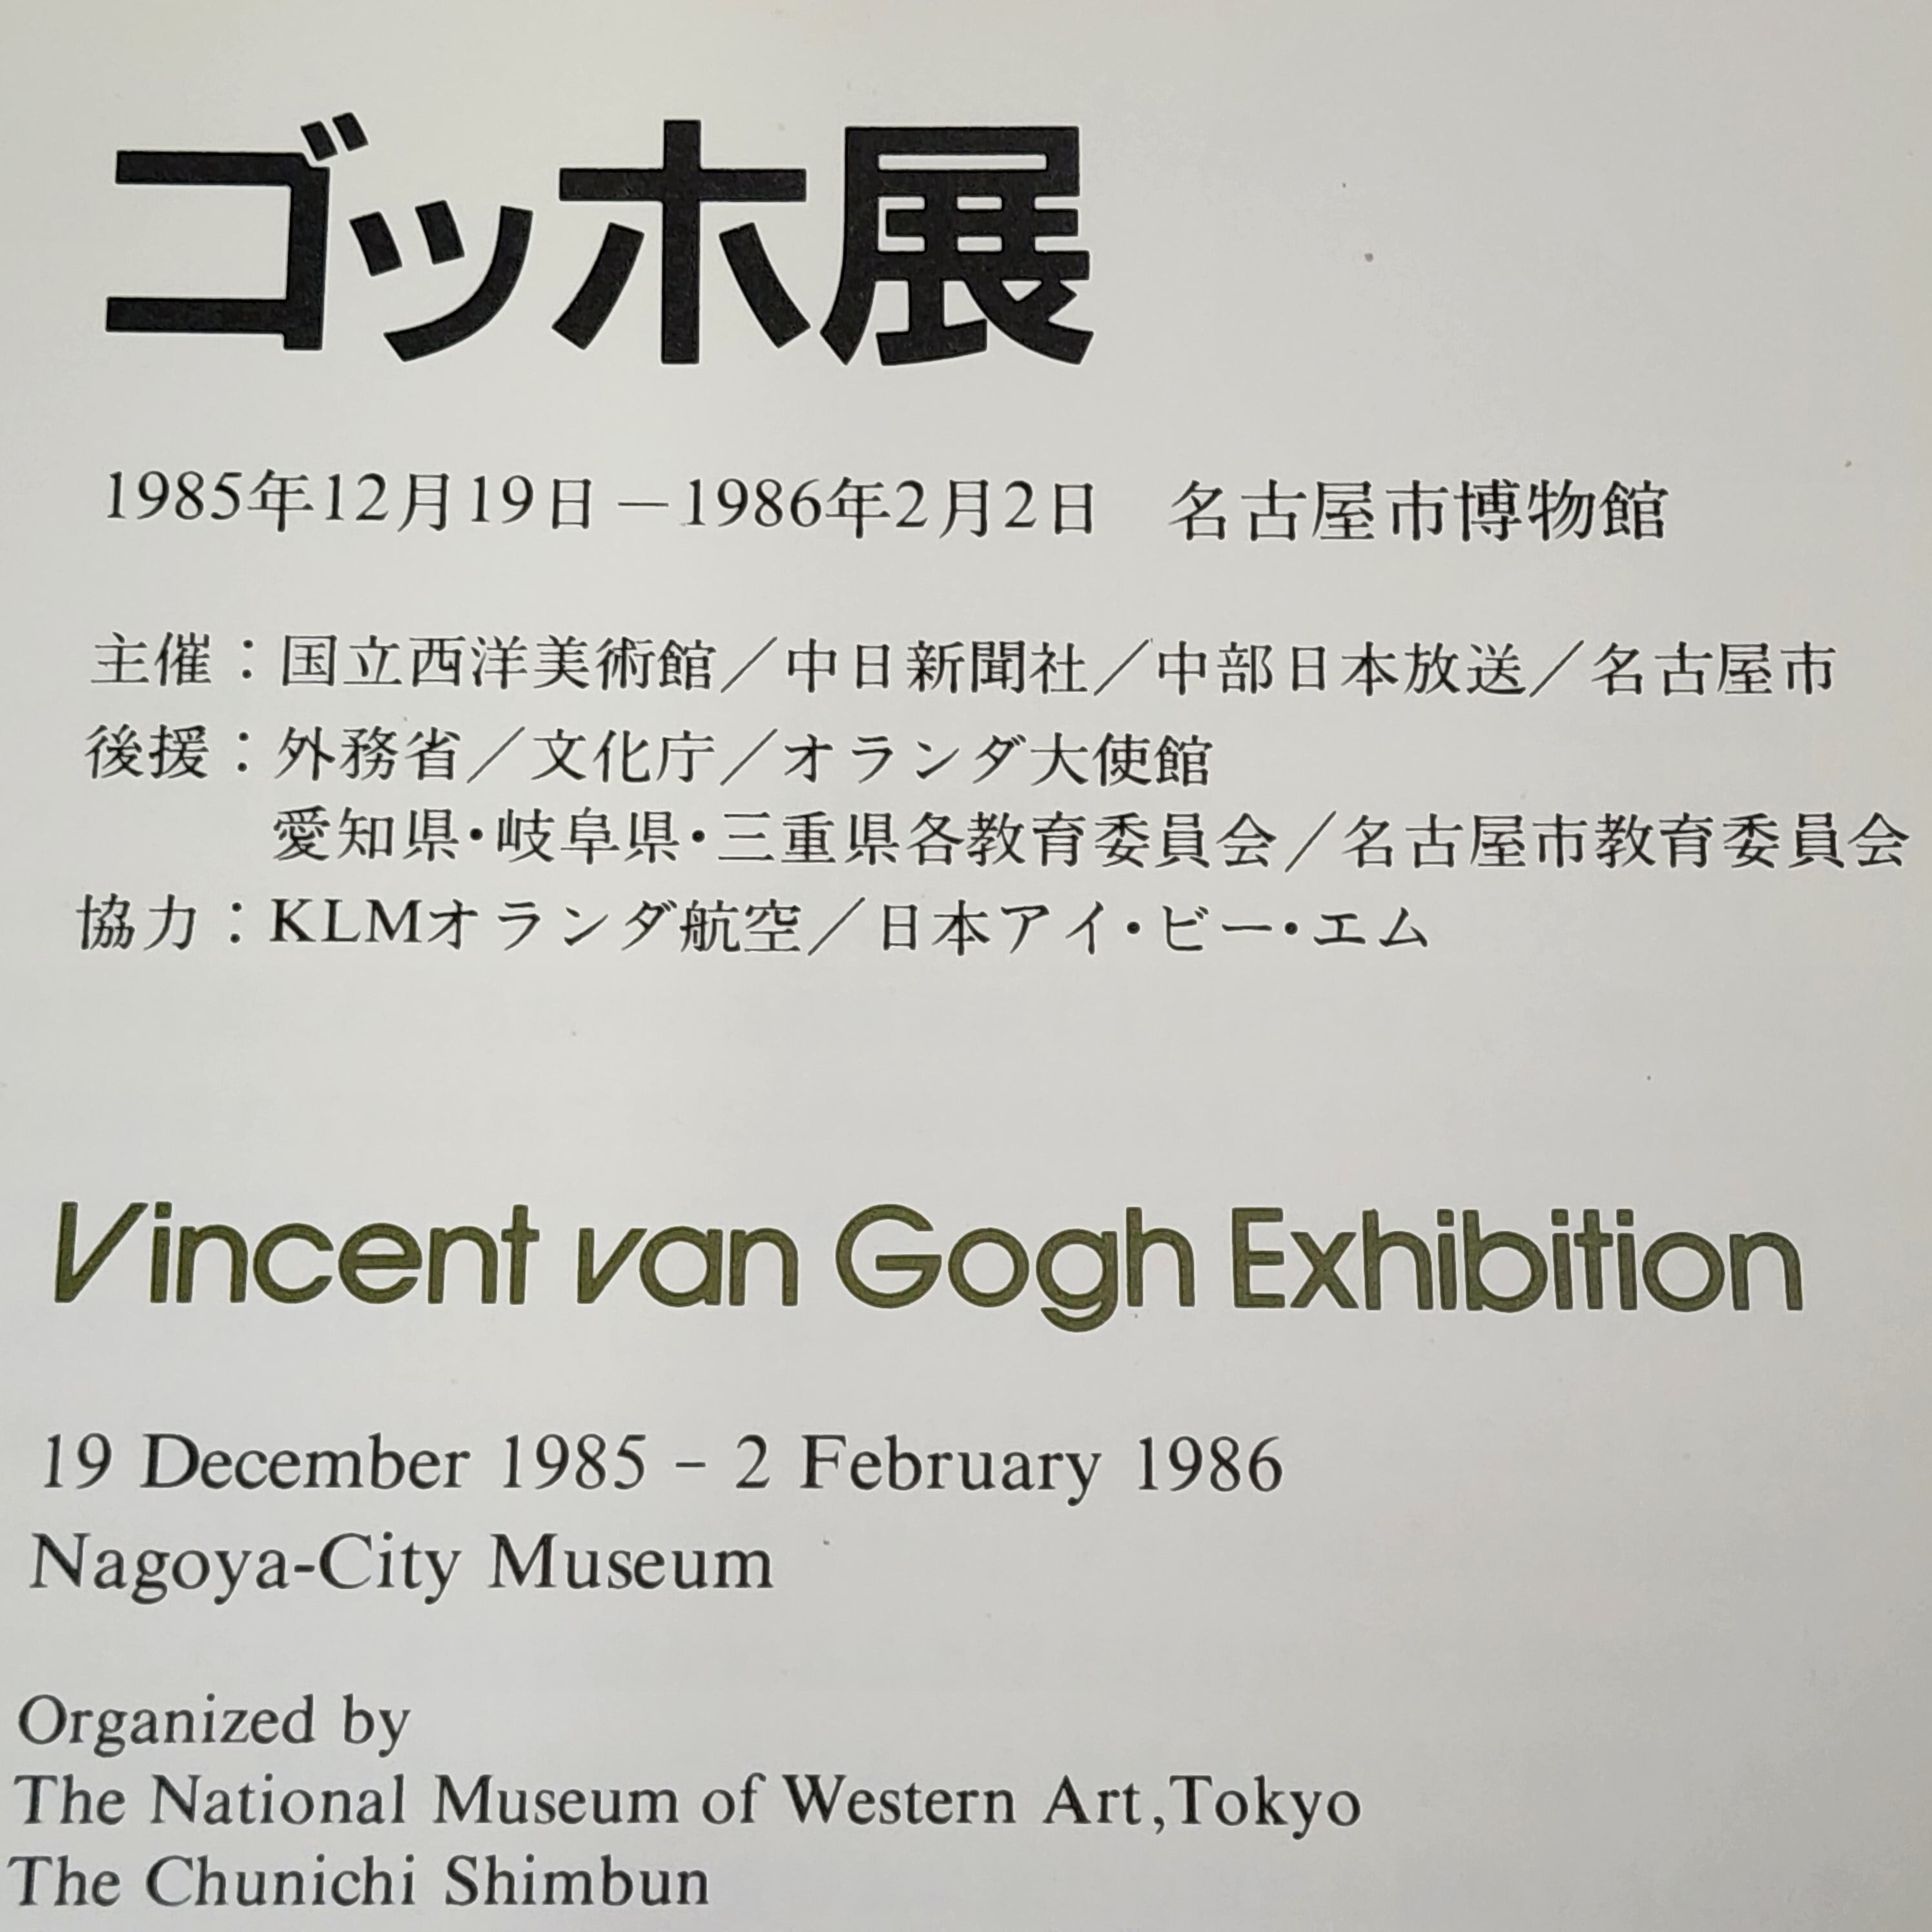 ゴッホ展
1985年12月19日－1986年2月2日　名古屋市博物館
主催：国立西洋美術館／中日新聞社／中部日本放送／名古屋市
後援：外務省／文化庁／オランダ大使館
愛知県・岐阜県・三重県各教育委員会／名古屋市教育委員会
協力：KLMオランダ航空／日本アイ・ビー・エム
Vincent van Gogh Exhibition
19 December 1985 – 2 February 1986
Nagoya-City Museum
Organized by
The National Museum of Western Art,Tokyo
The Chunichi Shimbun